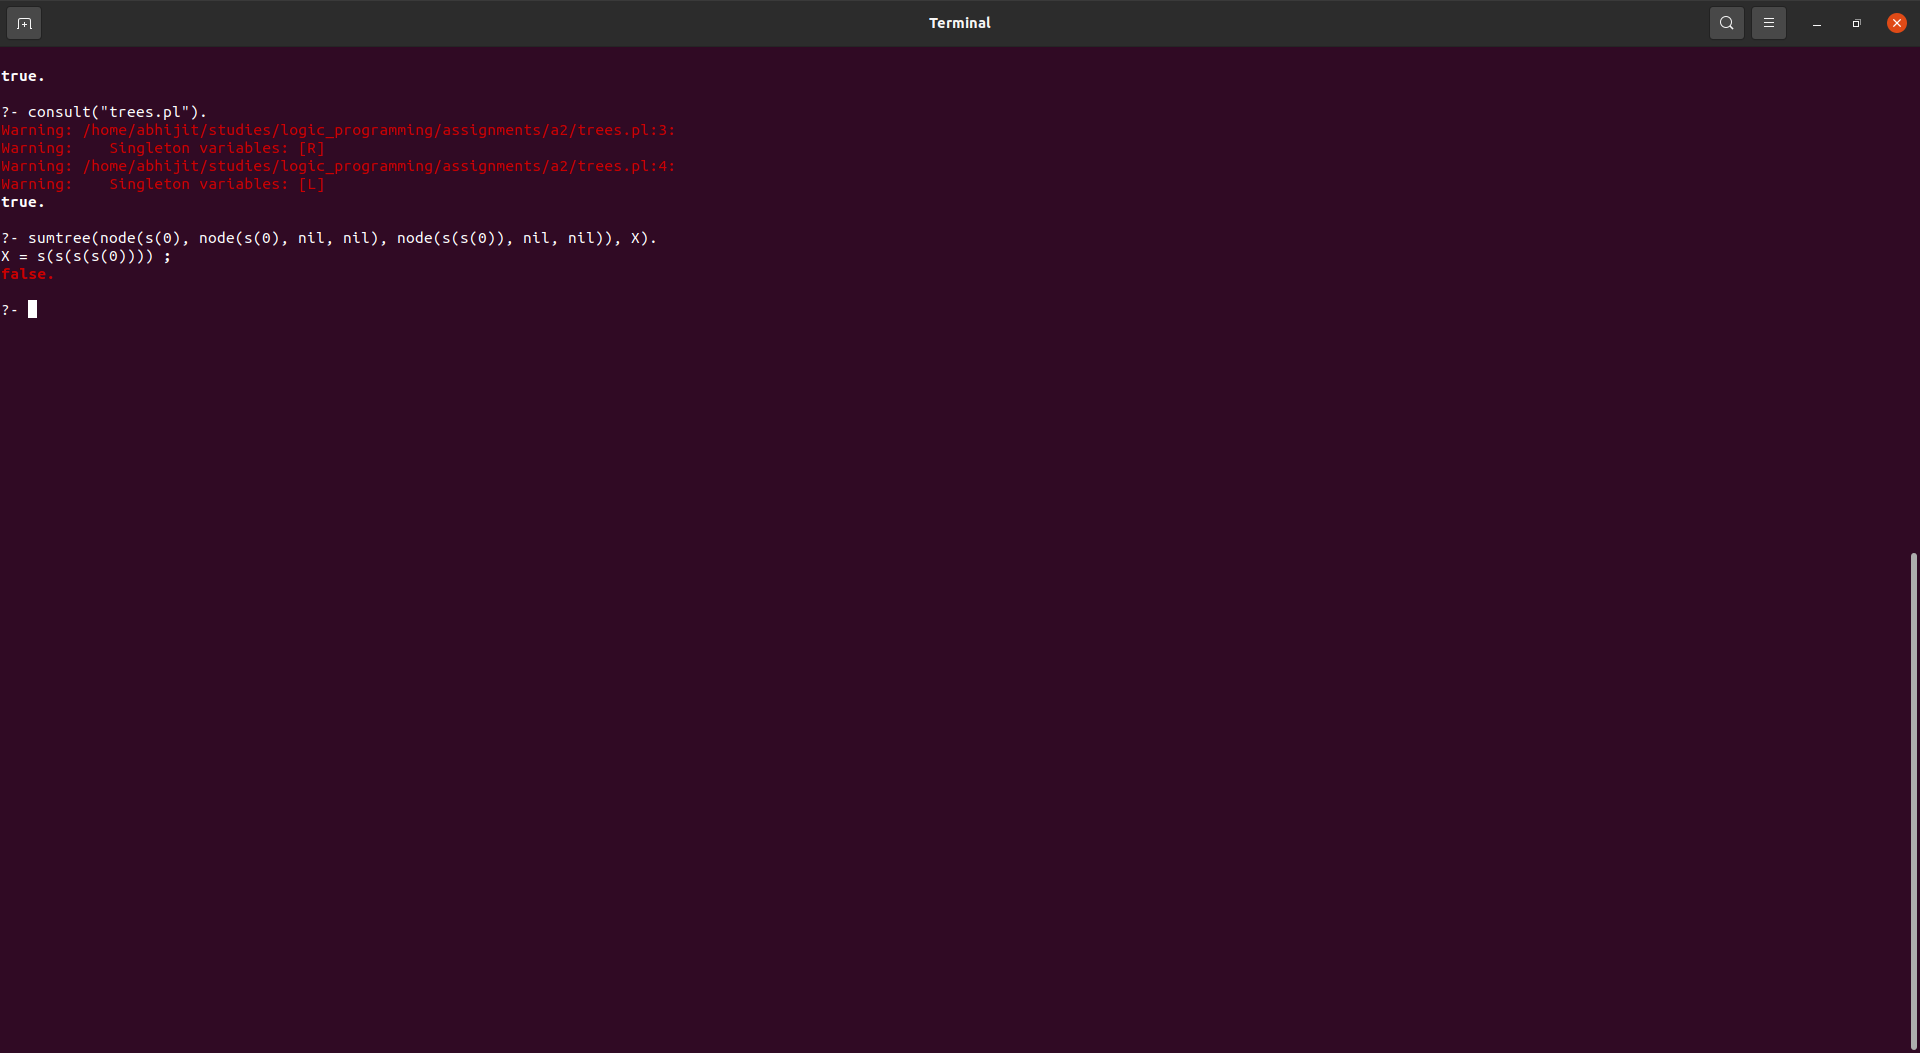 Terminal
true.
?- consult("trees.pl").
Warning: /home/abhijit/studies/logic_programming/assignments/a2/trees.pl:3:
Warning:    Singleton variables: [R]
Warning: /home/abhijit/studies/logic_programming/assignments/a2/trees.pl:4:
Warning:    Singleton variables: [L]
true.
?- sumtree(node(s(0), node(s(0), nil, nil), node(s(s(0)), nil, nil)), X).
X = s(s(s(s(0)))) ;
false.
?-